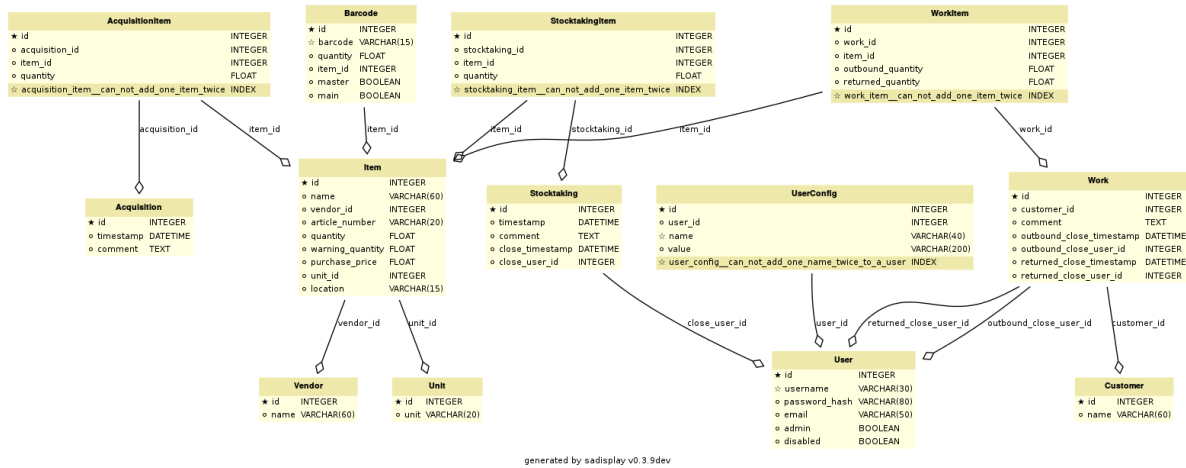 AcquisitionItem
★ id INTEGER
acquisition_id INTEGER
item_id INTEGER
quantity FLOAT
☆ acquisition_item__can_not_add_one_item_twice INDEX
Barcode
★ id INTEGER
☆ barcode VARCHAR(15)
quantity FLOAT
item_id INTEGER
master BOOLEAN
main BOOLEAN
StocktakingItem
★ id INTEGER
stocktaking_id INTEGER
item_id INTEGER
quantity FLOAT
☆ stocktaking_item__can_not_add_one_item_twice INDEX
WorkItem
★ id INTEGER
work_id INTEGER
item_id INTEGER
outbound_quantity FLOAT
returned_quantity FLOAT
☆ work_item__can_not_add_one_item_twice INDEX
acquisition_id
item_id
item_id
item_id
stocktaking_id
item_id
work_id
Acquisition
★ id INTEGER
timestamp DATETIME
comment TEXT
Item
★ id INTEGER
name VARCHAR(60)
vendor_id INTEGER
article_number VARCHAR(20)
quantity FLOAT
warning_quantity FLOAT
purchase_price FLOAT
unit_id INTEGER
location VARCHAR(15)
Stocktaking
★ id INTEGER
timestamp DATETIME
comment TEXT
close_timestamp DATETIME
close_user_id INTEGER
UserConfig
★ id INTEGER
user_id INTEGER
☆ name VARCHAR(40)
value VARCHAR(200)
☆ user_config__can_not_add_one_name_twice_to_a_user INDEX
Work
★ id INTEGER
customer_id INTEGER
comment TEXT
outbound_close_timestamp DATETIME
outbound_close_user_id INTEGER
returned_close_timestamp DATETIME
returned_close_user_id INTEGER
vendor_id
unit_id
close_user_id
user_id
returned_close_user_id
outbound_close_user_id
customer_id
Vendor
★ id INTEGER
name VARCHAR(60)
Unit
★ id INTEGER
unit VARCHAR(20)
User
★ id INTEGER
☆ username VARCHAR(30)
password_hash VARCHAR(80)
email VARCHAR(50)
admin BOOLEAN
disabled BOOLEAN
Customer
★ id INTEGER
name VARCHAR(60)
generated by sadisplay v0.3.9dev